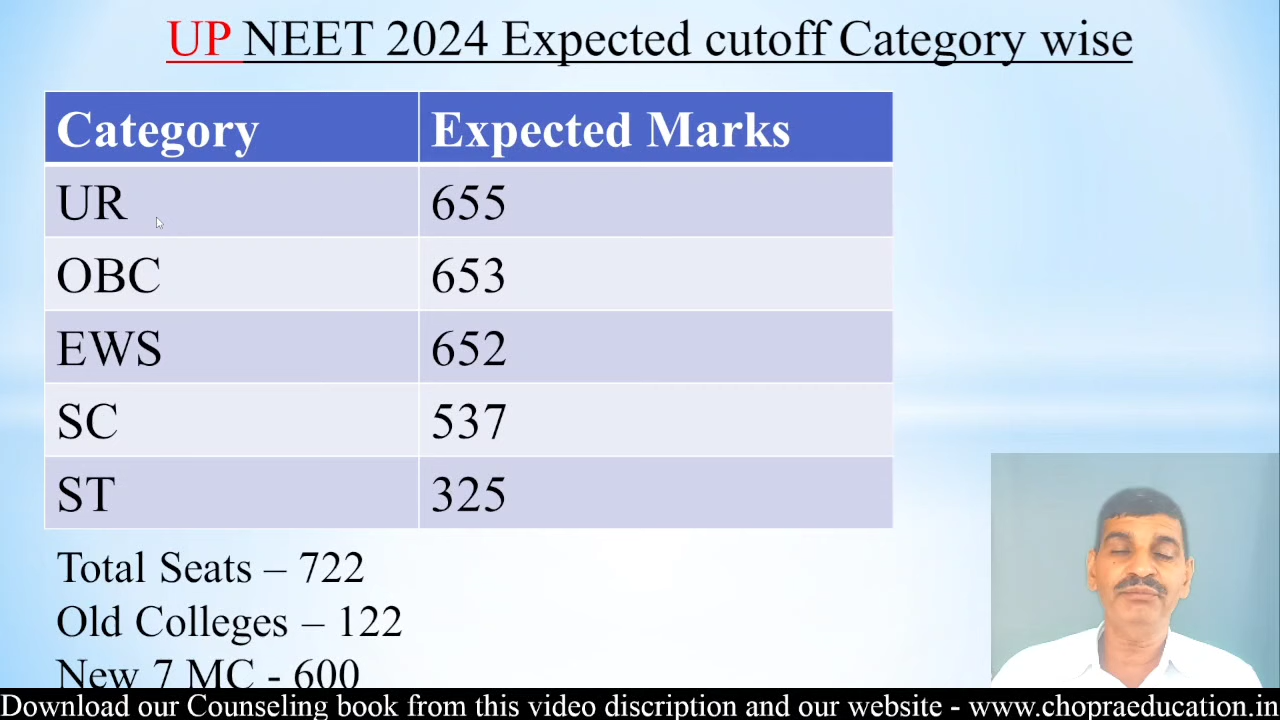 UP NEET 2024 Expected cutoff Category wise
Category Expected Marks
UR 655
OBC 653
EWS 652
SC 537
ST 325
Total Seats – 722
Old Colleges – 122
New 7 MC - 600
Download our Counseling book from this video discription and our website - www.chopraeducation.in